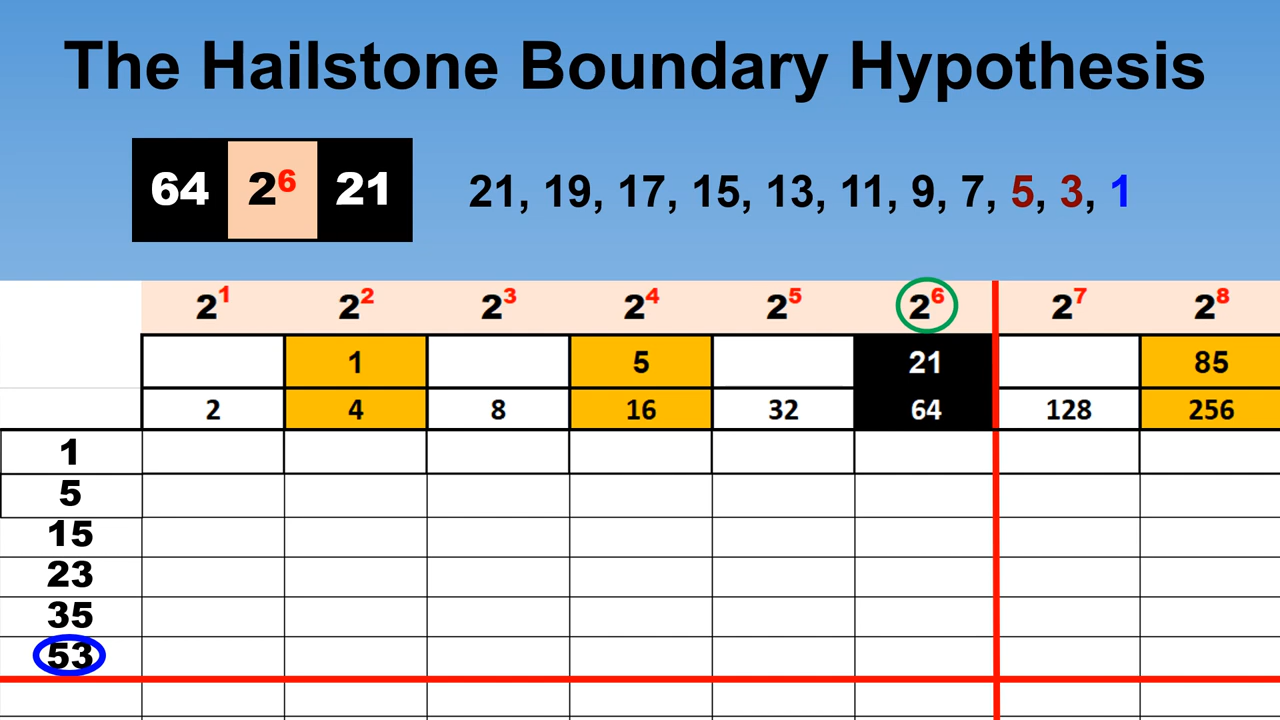 The Hailstone Boundary Hypothesis
64 2⁶ 21 21, 19, 17, 15, 13, 11, 9, 7, 5, 3, 1
2¹ 2² 2³ 2⁴ 2⁵ 2⁶ 2⁷ 2⁸
1 5 21 85
2 4 8 16 32 64 128 256
1
5
15
23
35
53